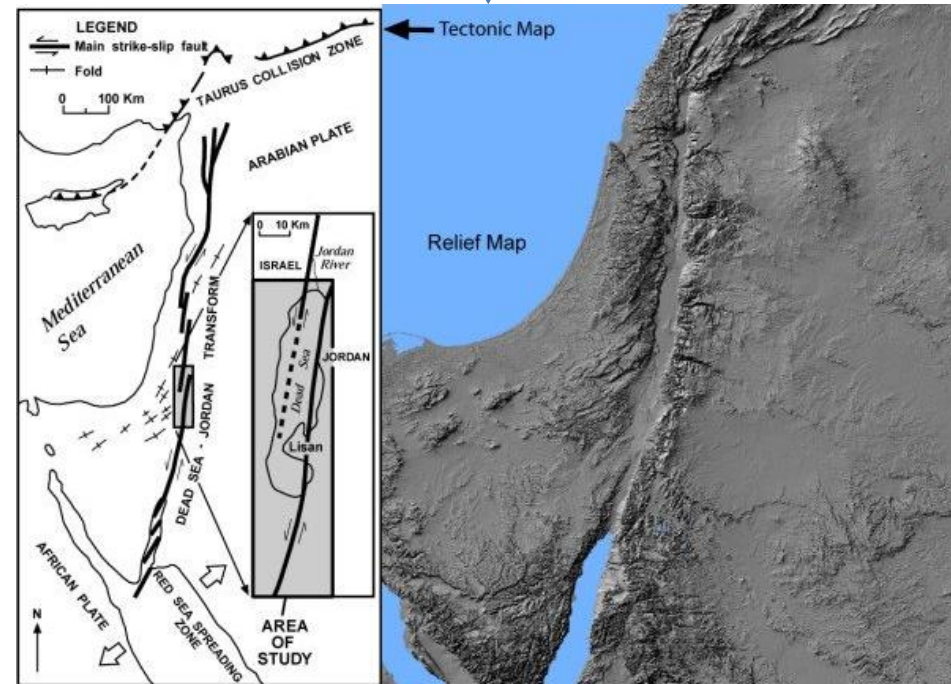 LEGEND
Main strike-slip fault
Fold
0 100 Km
TAURUS COLLISION ZONE
ARABIAN PLATE
Mediterranean
Sea
DEAD SEA - JORDAN TRANSFORM
0 10 Km
Jordan
River
ISRAEL
JORDAN
Dead Sea
Lisan
AFRICAN PLATE
RED SEA SPREADING
ZONE
N
AREA
OF
STUDY
Tectonic Map
Relief Map